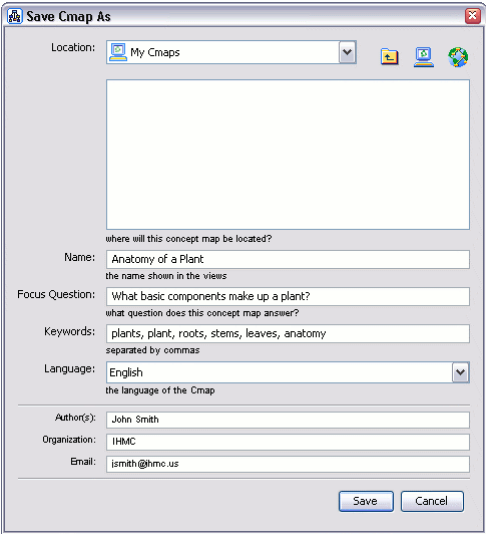 Save Cmap As
Location: My Cmaps
where will this concept map be located?
Name: Anatomy of a Plant
the name shown in the views
Focus Question: What basic components make up a plant?
what question does this concept map answer?
Keywords: plants, plant, roots, stems, leaves, anatomy
separated by commas
Language: English
the language of the Cmap
Author(s): John Smith
Organization: IHMC
Email: jsmith@ihmc.us
Save Cancel